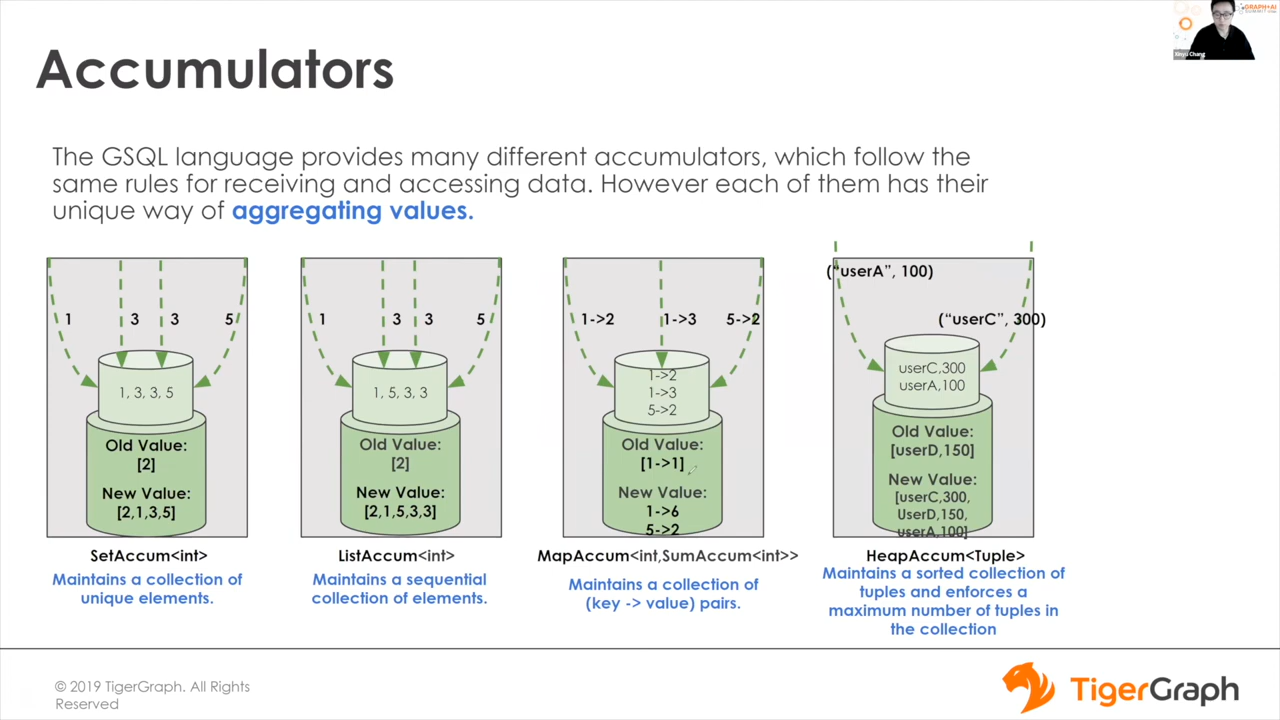 GRAPH+AI
Xinyu Chang
Accumulators
The GSQL language provides many different accumulators, which follow the
same rules for receiving and accessing data. However each of them has their
unique way of aggregating values.
1 3 3 5
1, 3, 3, 5
Old Value:
[2]
New Value:
[2,1,3,5]
SetAccum<int>
Maintains a collection of
unique elements.
1 3 3 5
1, 5, 3, 3
Old Value:
[2]
New Value:
[2,1,5,3,3]
ListAccum<int>
Maintains a sequential
collection of elements.
1->2 1->3 5->2
1->2
1->3
5->2
Old Value:
[1->1]
New Value:
1->6
5->2
MapAccum<int,SumAccum<int>>
Maintains a collection of
(key -> value) pairs.
(“userA”, 100)
(“userC”, 300)
userC,300
userA,100
Old Value:
[userD,150]
New Value:
[userC,300,
UserD,150,
userA,100]
HeapAccum<Tuple>
Maintains a sorted collection of
tuples and enforces a
maximum number of tuples in
the collection
© 2019 TigerGraph. All Rights
Reserved
TigerGraph